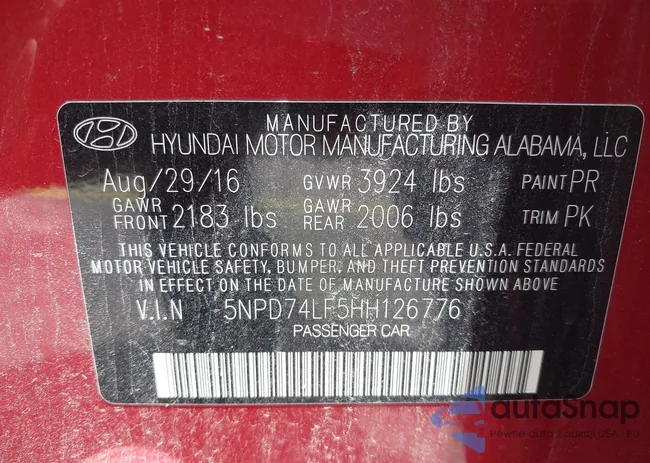 MANUFACTURED BY
HYUNDAI MOTOR MANUFACTURING ALABAMA, LLC
Aug/29/16 GVWR 3924 lbs PAINT PR
GAWR FRONT 2183 lbs GAWR REAR 2006 lbs TRIM PK
THIS VEHICLE CONFORMS TO ALL APPLICABLE U.S.A. FEDERAL
MOTOR VEHICLE SAFETY, BUMPER, AND THEFT PREVENTION STANDARDS
IN EFFECT ON THE DATE OF MANUFACTURE SHOWN ABOVE.
V.I.N 5NPD74LF5HH126776
PASSENGER CAR
autoSnap